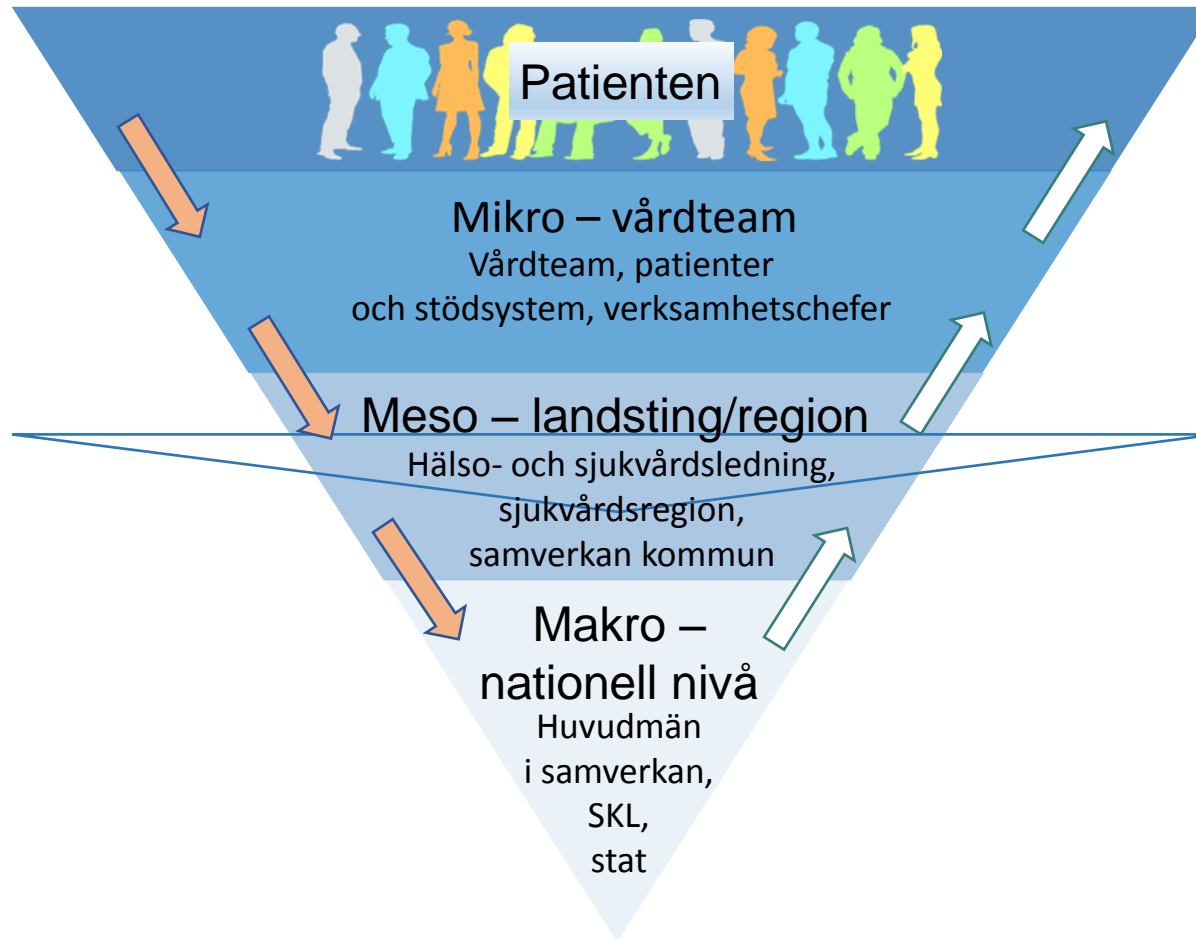 Patienten
Mikro – vårdteam
Vårdteam, patienter
och stödsystem, verksamhetschefer
Meso – landsting/region
Hälso- och sjukvårdsledning,
sjukvårdsregion,
samverkan kommun
Makro –
nationell nivå
Huvudmän
i samverkan,
SKL,
stat